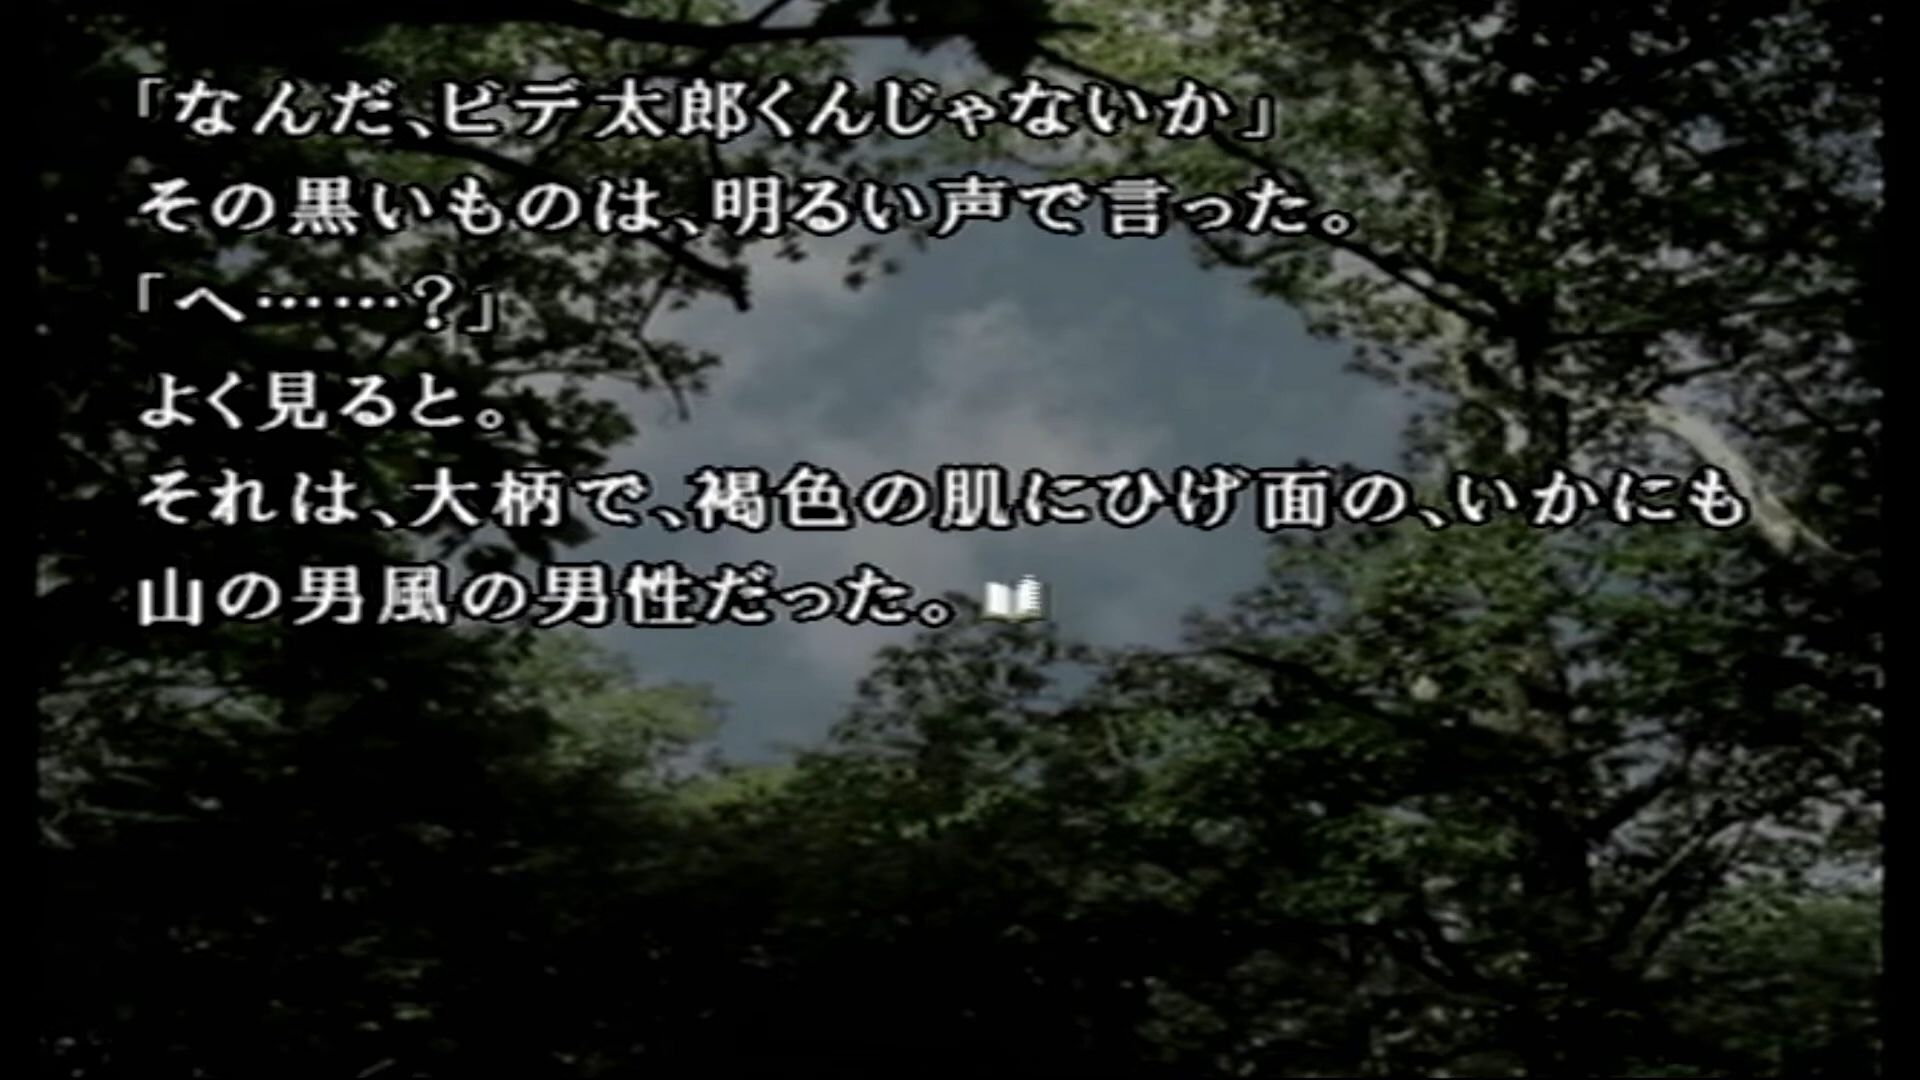 「なんだ、ビデ太郎くんじゃないか」
その黒いものは、明るい声で言った。
「へ……？」
よく見ると。
それは、大柄で、褐色の肌にひげ面の、いかにも
山の男風の男性だった。